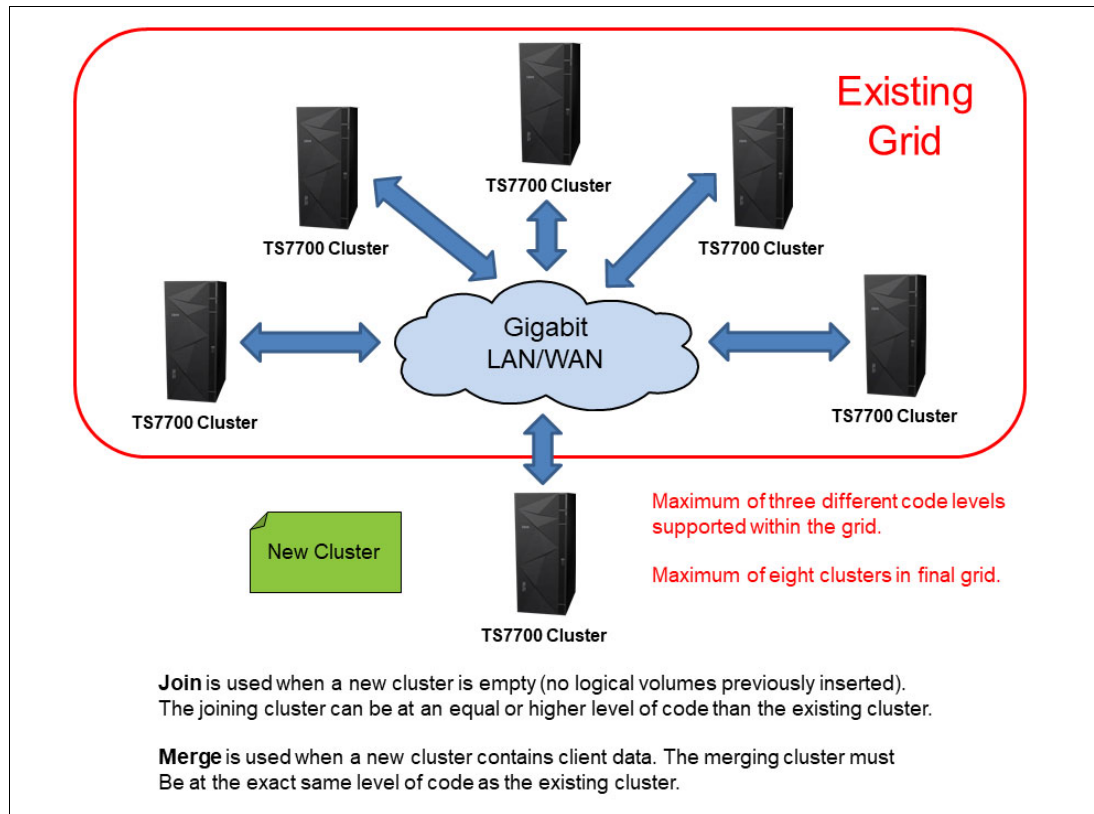 Existing
Grid
TS7700 Cluster
TS7700 Cluster
TS7700 Cluster
TS7700 Cluster
TS7700 Cluster
Gigabit
LAN/WAN
New Cluster
TS7700 Cluster
Maximum of three different code levels
supported within the grid.
Maximum of eight clusters in final grid.
Join is used when a new cluster is empty (no logical volumes previously inserted).
The joining cluster can be at an equal or higher level of code than the existing cluster.
Merge is used when a new cluster contains client data. The merging cluster must
Be at the exact same level of code as the existing cluster.